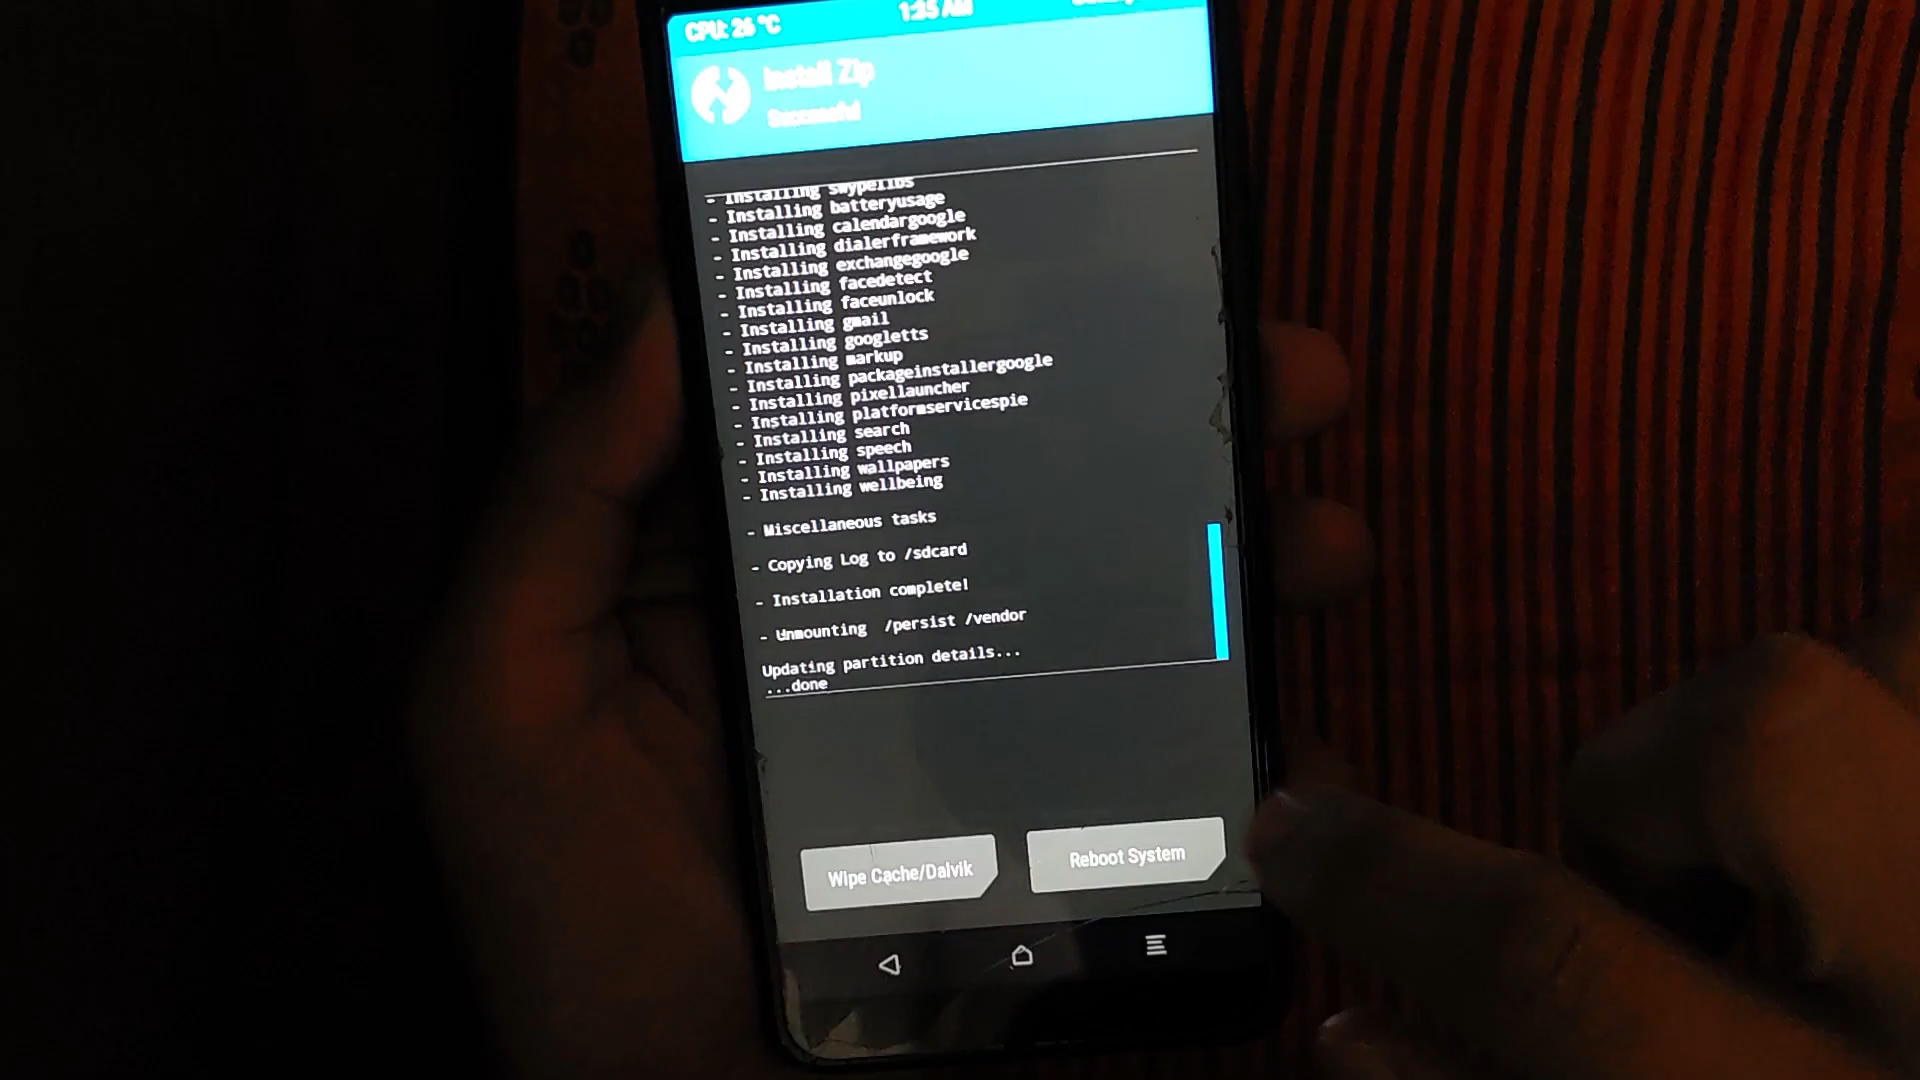 CPU: 26 °C
1:35 AM
Install Zip
Successful
- Installing swypelibs
- Installing batteryusage
- Installing calendargoogle
- Installing dialerframework
- Installing exchangegoogle
- Installing facedetect
- Installing faceunlock
- Installing gmail
- Installing googletts
- Installing markup
- Installing packageinstallergoogle
- Installing pixellauncher
- Installing platformservicespie
- Installing search
- Installing speech
- Installing wallpapers
- Installing wellbeing
- Miscellaneous tasks
- Copying Log to /sdcard
- Installation complete!
- Unmounting /persist /vendor
Updating partition details...
...done
Wipe Cache/Dalvik
Reboot System